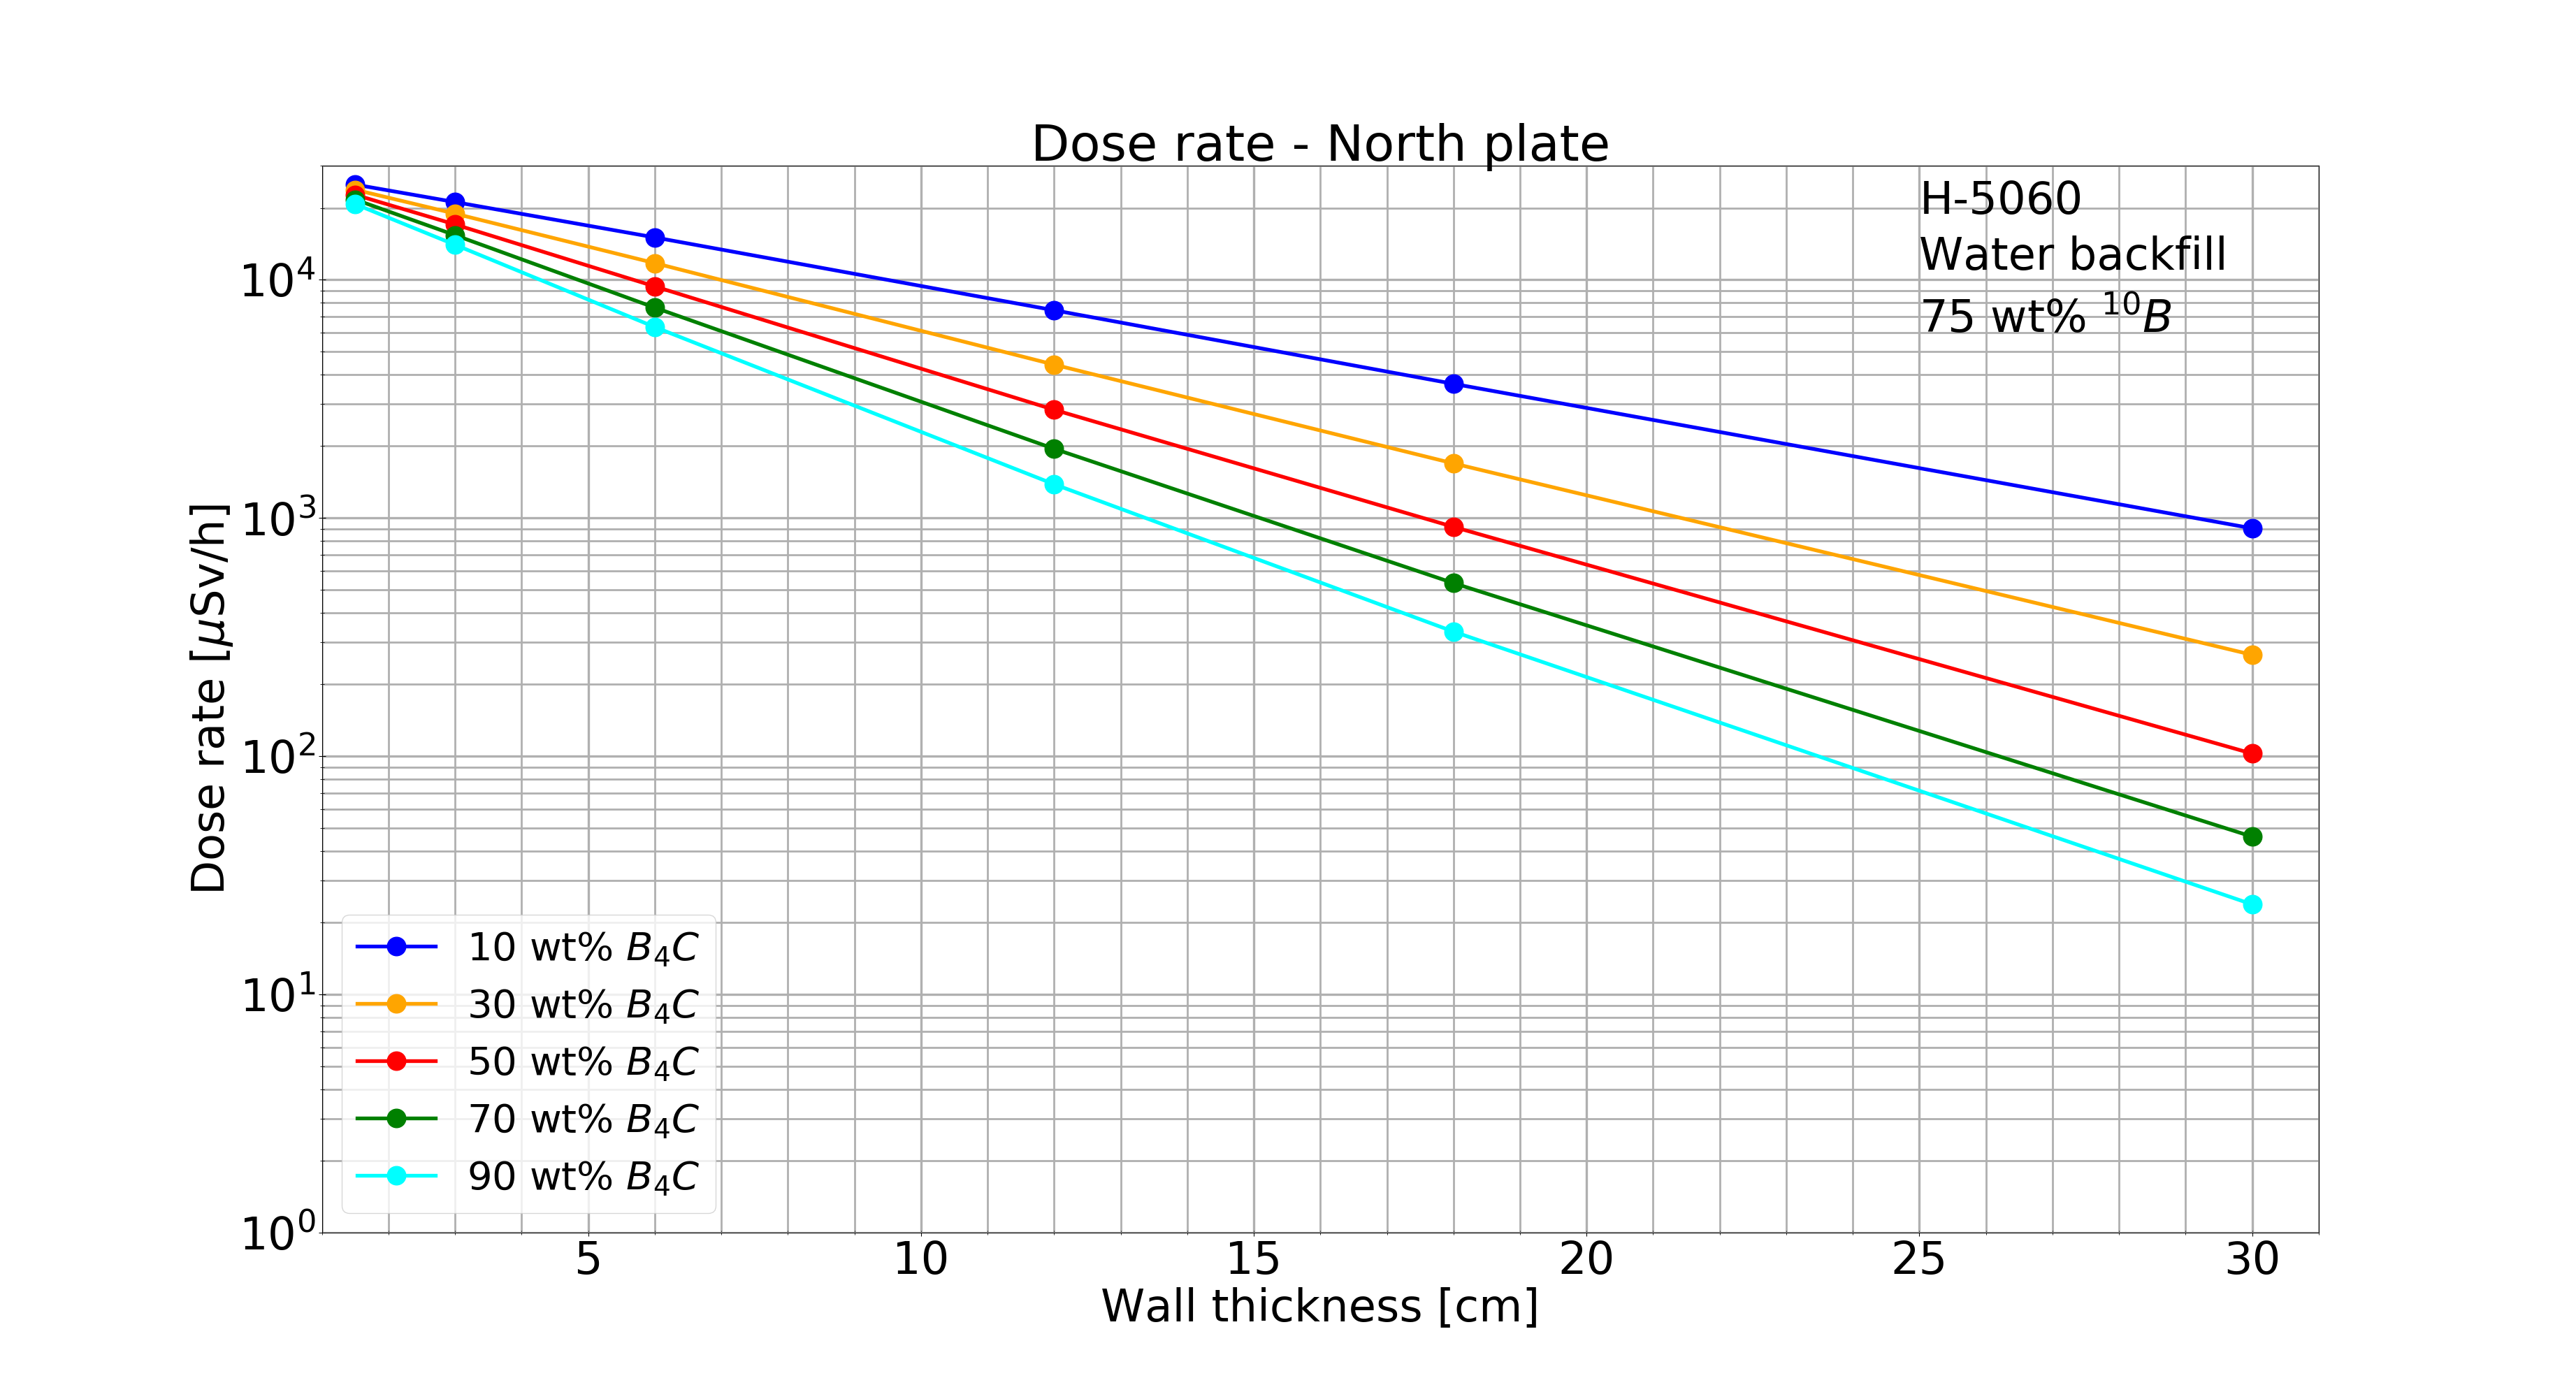 Dose rate - North plate
H-5060
Water backfill
75 wt% ¹⁰B
Dose rate [μSv/h]
10⁴
10³
10²
10¹
10⁰
10 wt% B₄C
30 wt% B₄C
50 wt% B₄C
70 wt% B₄C
90 wt% B₄C
5 10 15 20 25 30
Wall thickness [cm]